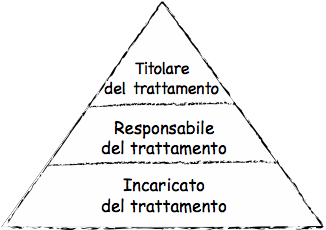 Titolare
del trattamento
Responsabile
del trattamento
Incaricato
del trattamento